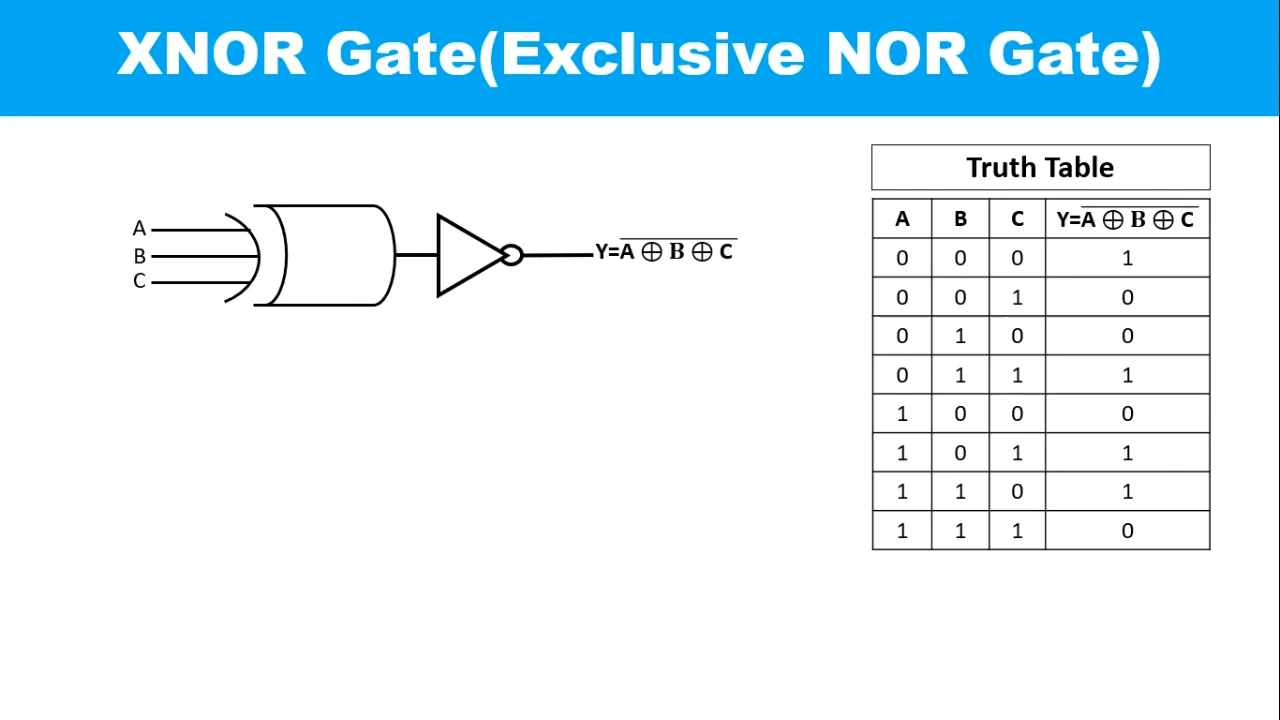 XNOR Gate(Exclusive NOR Gate)
A
B
C
Y=A̅ ̅⊕̅ ̅B̅ ̅⊕̅ ̅C̅
Truth Table
A B C Y=A̅ ̅⊕̅ ̅B̅ ̅⊕̅ ̅C̅
0 0 0 1
0 0 1 0
0 1 0 0
0 1 1 1
1 0 0 0
1 0 1 1
1 1 0 1
1 1 1 0